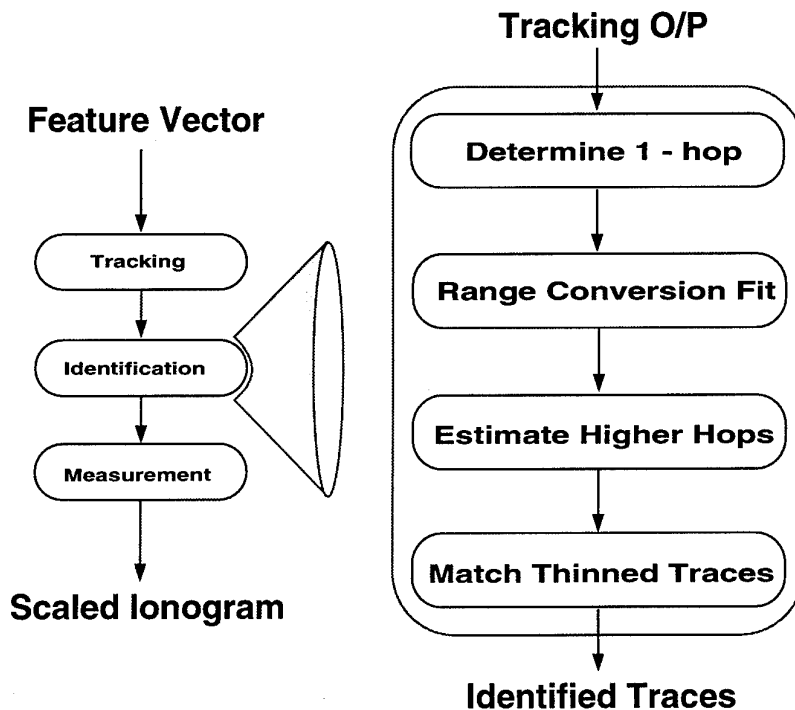 Feature Vector
Tracking
Identification
Measurement
Scaled Ionogram
Tracking O/P
Determine 1 - hop
Range Conversion Fit
Estimate Higher Hops
Match Thinned Traces
Identified Traces